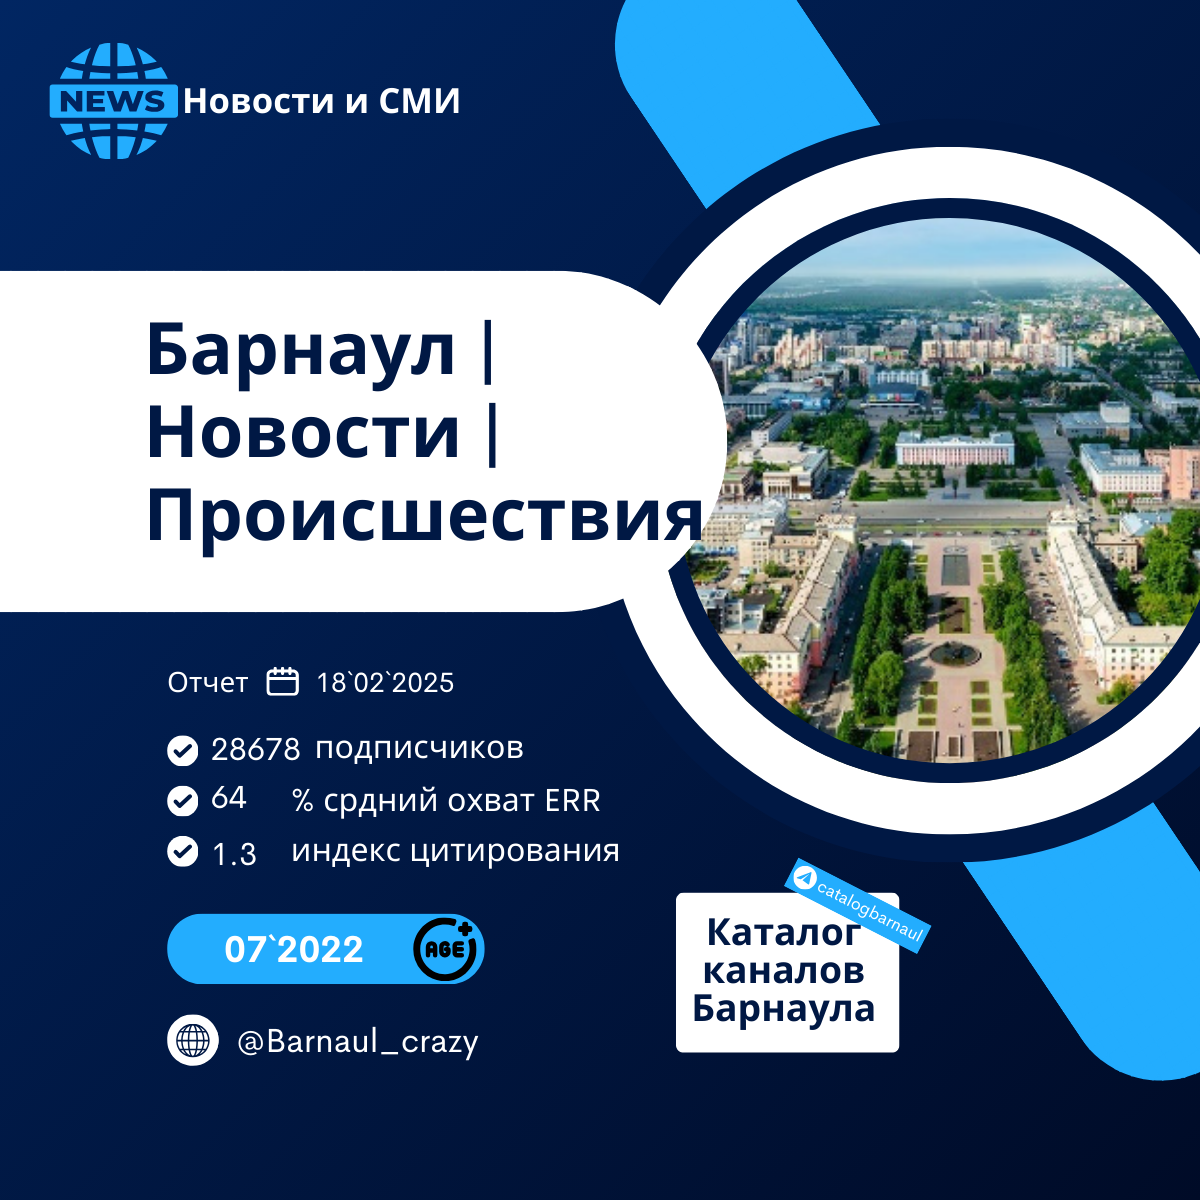 NEWS
Новости и СМИ
Барнаул |
Новости |
Происшествия
Отчет 18`02`2025
28678 подписчиков
64 % срдний охват ERR
1.3 индекс цитирования
07`2022 AGE+
@Barnaul_crazy
catalogbarnaul
Каталог
каналов
Барнаула